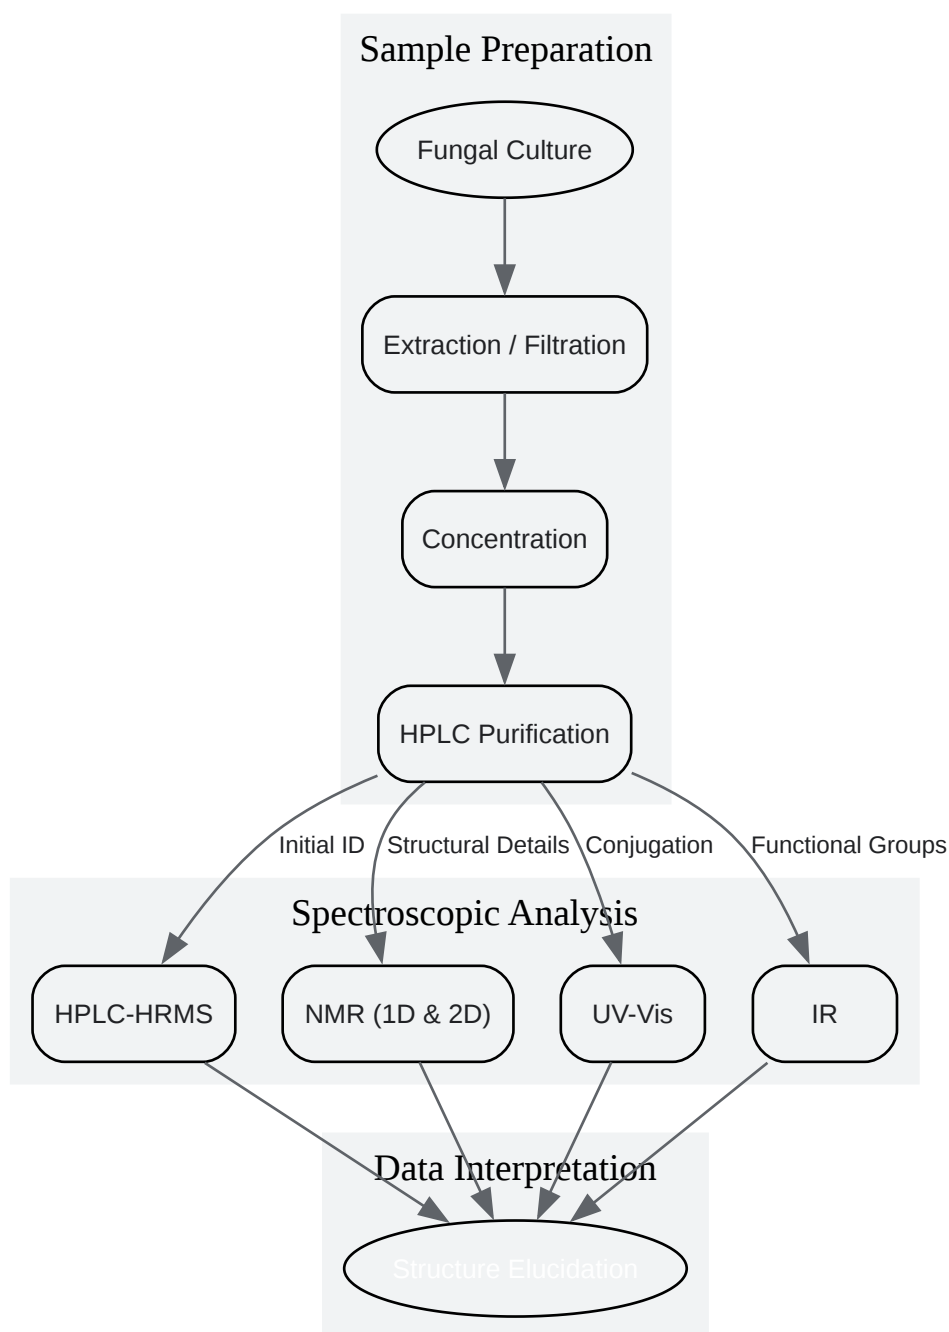 Sample Preparation
Fungal Culture
Extraction / Filtration
Concentration
HPLC Purification
Initial ID
Structural Details
Conjugation
Functional Groups
Spectroscopic Analysis
HPLC-HRMS
NMR (1D & 2D)
UV-Vis
IR
Data Interpretation
Structure Elucidation